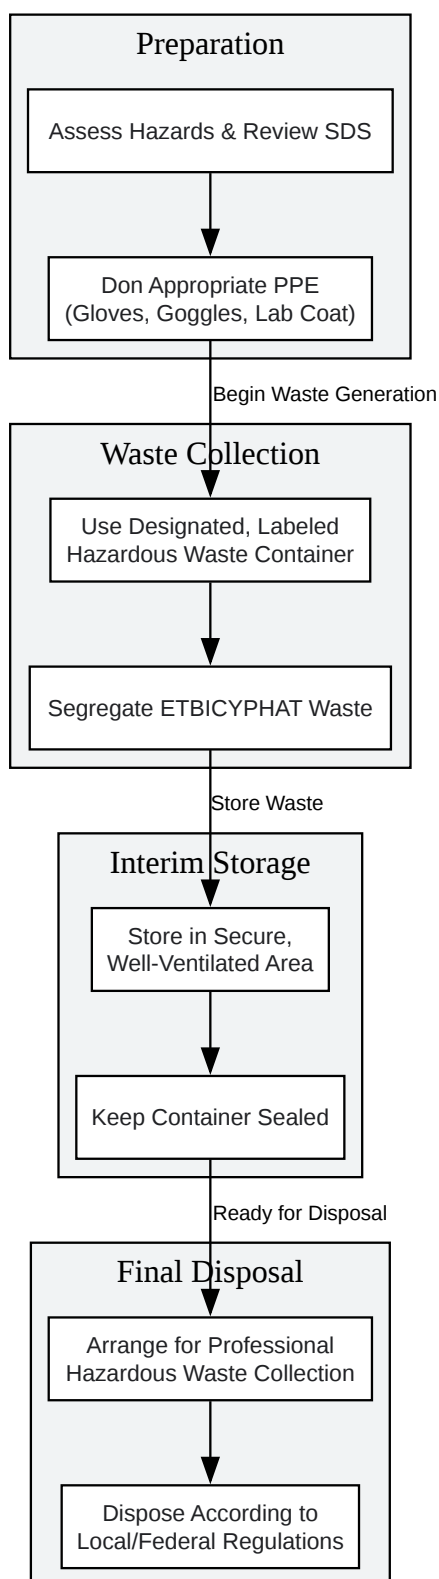 Preparation
Assess Hazards & Review SDS
Don Appropriate PPE
(Gloves, Goggles, Lab Coat)
Begin Waste Generation
Waste Collection
Use Designated, Labeled
Hazardous Waste Container
Segregate ETBICYPHAT Waste
Store Waste
Interim Storage
Store in Secure,
Well-Ventilated Area
Keep Container Sealed
Ready for Disposal
Final Disposal
Arrange for Professional
Hazardous Waste Collection
Dispose According to
Local/Federal Regulations